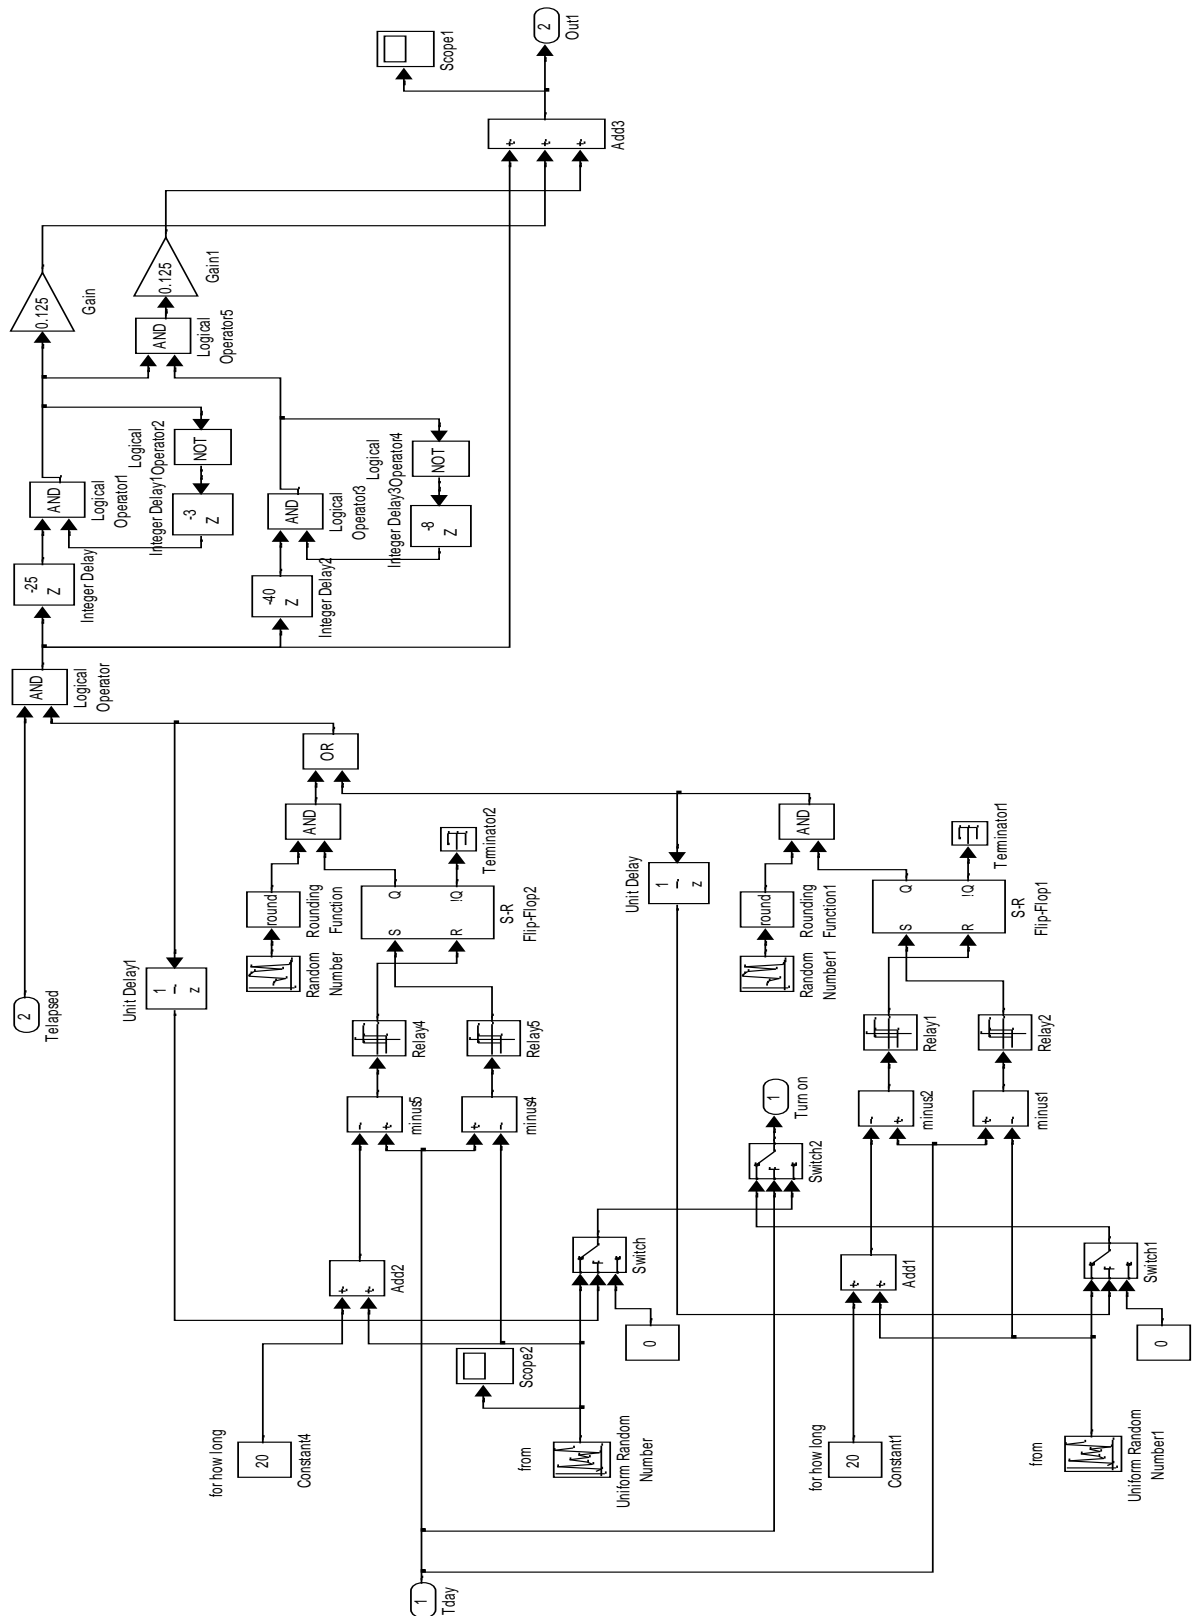 1
Tday
for how long
20
Constant4
from
Uniform Random
Number
Scope2
0
for how long
20
Constant1
from
Uniform Random
Number1
0
+
+
Add2
Switch
+
+
Add1
Switch1
Switch2
1
Turn on
−
+
minus5
+
−
minus4
−
+
minus2
+
−
minus1
Relay4
Relay5
Relay1
Relay2
2
Telapsed
Unit Delay1
1
z
Random
Number
round
Rounding
Function
S
R
Q
!Q
S-R
Flip-Flop2
Terminator2
AND
OR
Unit Delay
1
z
Random
Number1
round
Rounding
Function1
S
R
Q
!Q
S-R
Flip-Flop1
Terminator1
AND
AND
Logical
Operator
-25
Z
Integer Delay
AND
Logical
Operator1
-3
Z
Integer Delay1
NOT
Logical
Operator2
-40
Z
Integer Delay2
AND
Logical
Operator3
-8
Z
Integer Delay3
NOT
Logical
Operator4
AND
Logical
Operator5
0.125
Gain
0.125
Gain1
+
+
+
Add3
Scope1
2
Out1